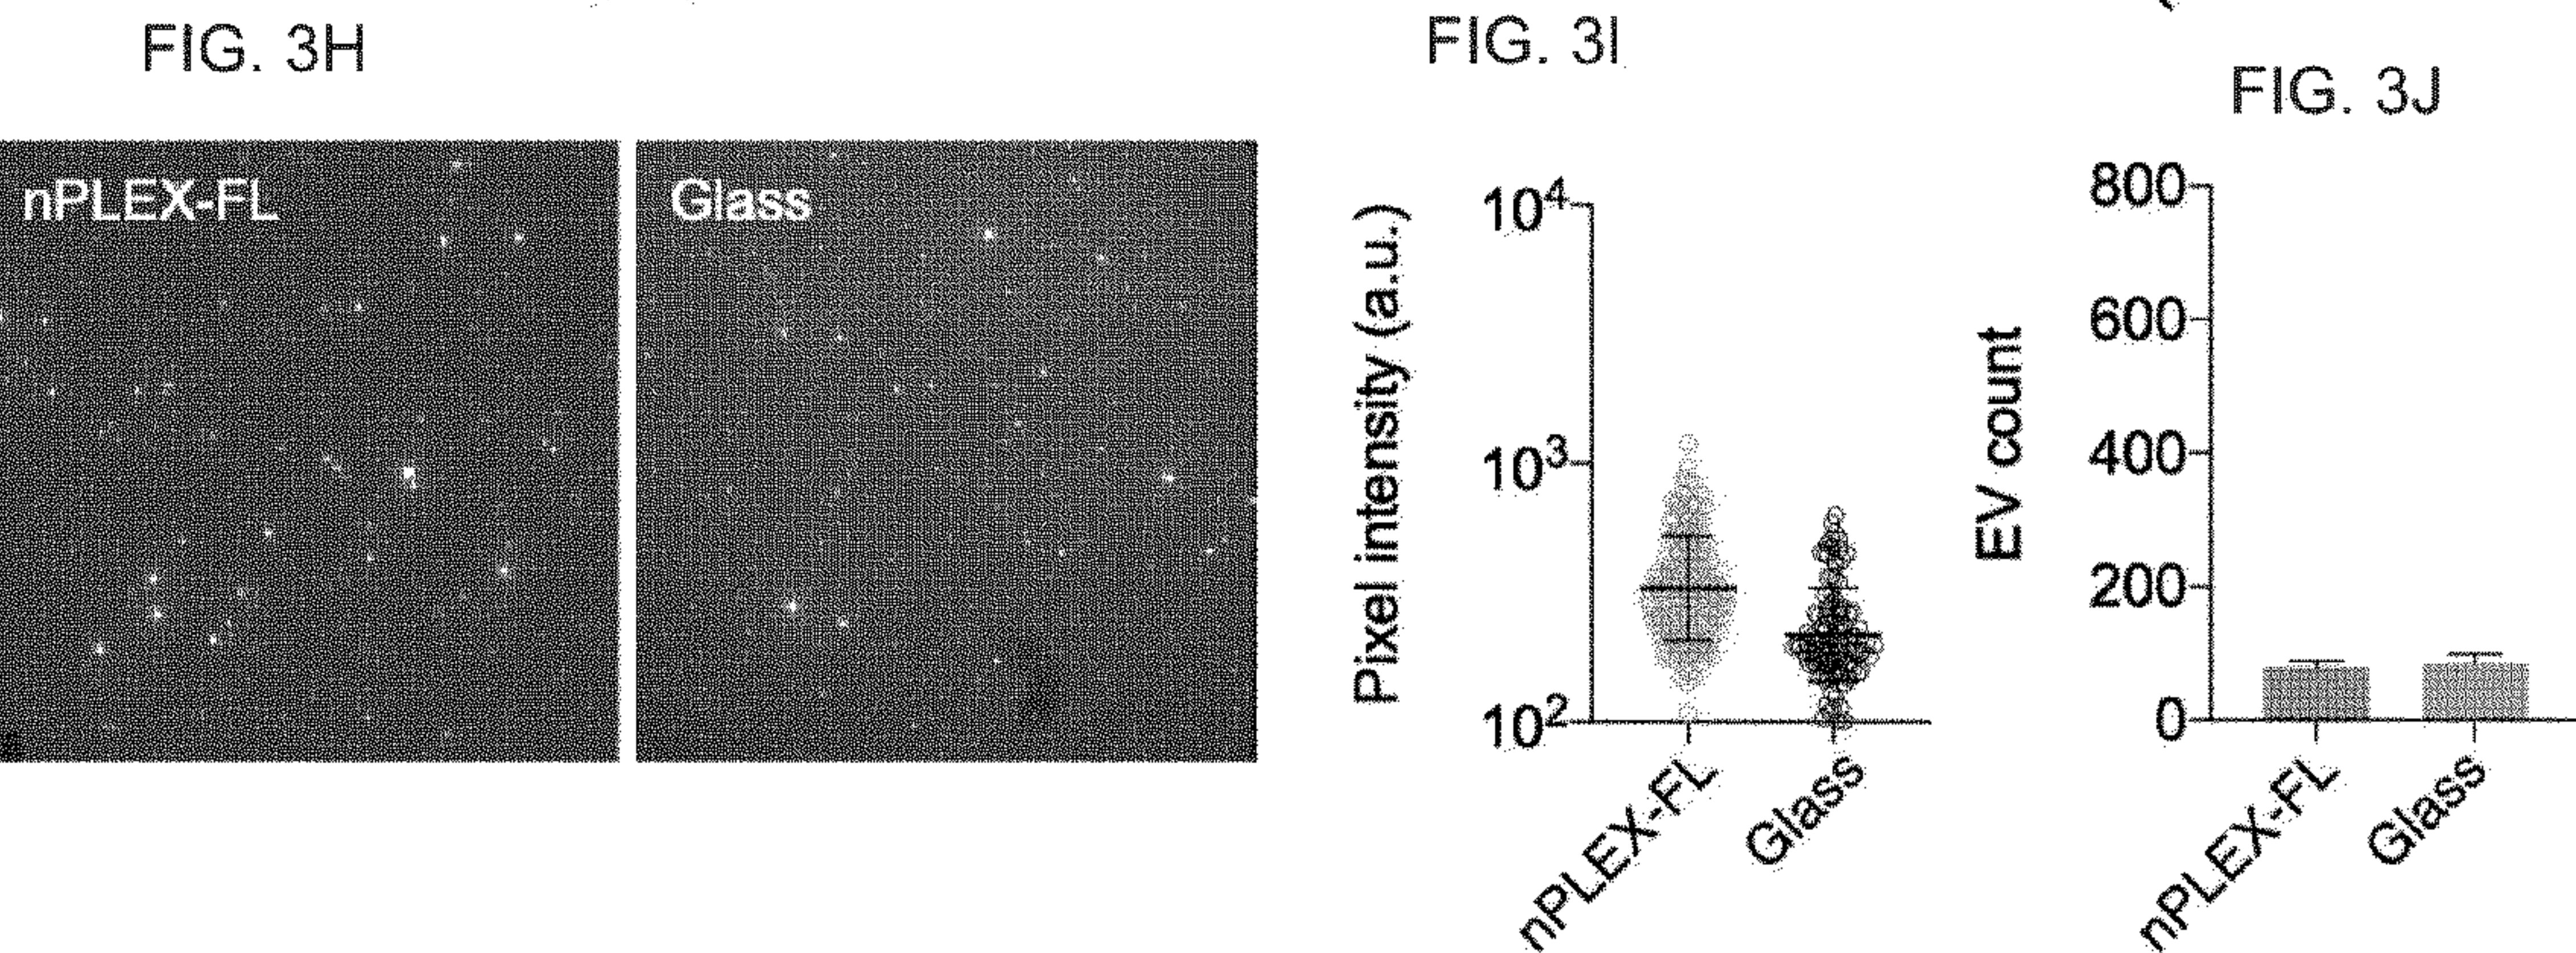 FIG. 3H
nPLEX-FL
Glass
FIG. 3I
Pixel intensity (a.u.)
10⁴
10³
10²
nPLEX-FL
Glass
FIG. 3J
EV count
800
600
400
200
0
nPLEX-FL
Glass